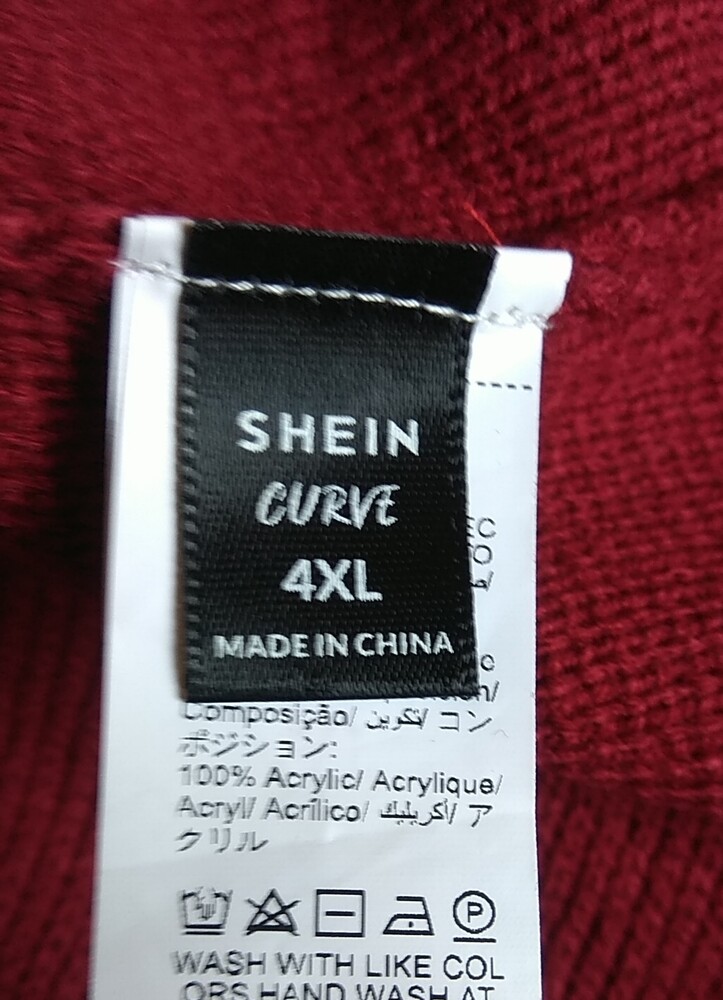 SHEIN
CURVE
4XL
MADE IN CHINA
Composição/ تكوين/ コン
ポジション:
100% Acrylic/ Acrylique/
Acryl/ Acrílico/ أكريليك/ ア
クリル
P
WASH WITH LIKE COL
ORS HAND WASH AT